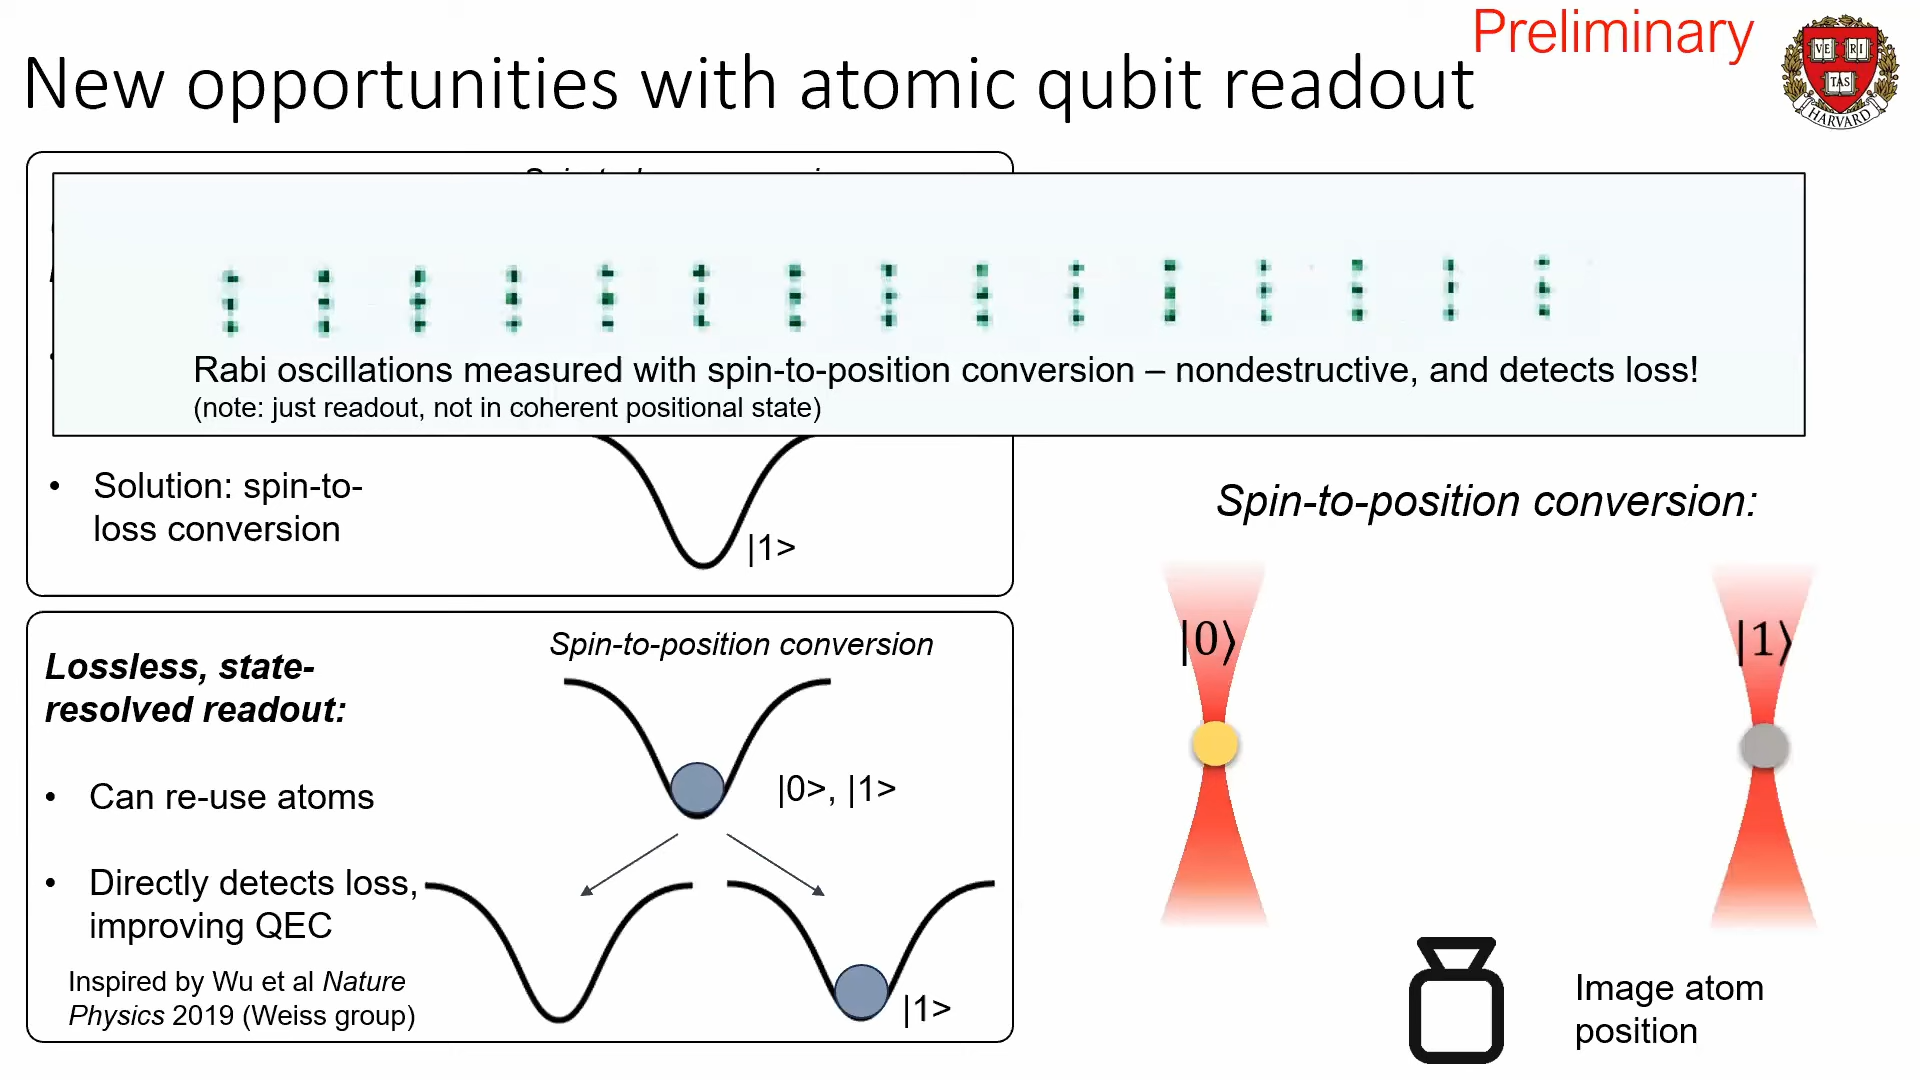 Preliminary
New opportunities with atomic qubit readout
VE RI
TAS
HARVARD
Rabi oscillations measured with spin-to-position conversion – nondestructive, and detects loss!
(note: just readout, not in coherent positional state)
• Solution: spin-to-
loss conversion
|1>
Spin-to-position conversion:
|0⟩
|1⟩
Image atom
position
Spin-to-position conversion
Lossless, state-
resolved readout:
|0>, |1>
• Can re-use atoms
• Directly detects loss,
improving QEC
Inspired by Wu et al Nature
Physics 2019 (Weiss group)
|1>